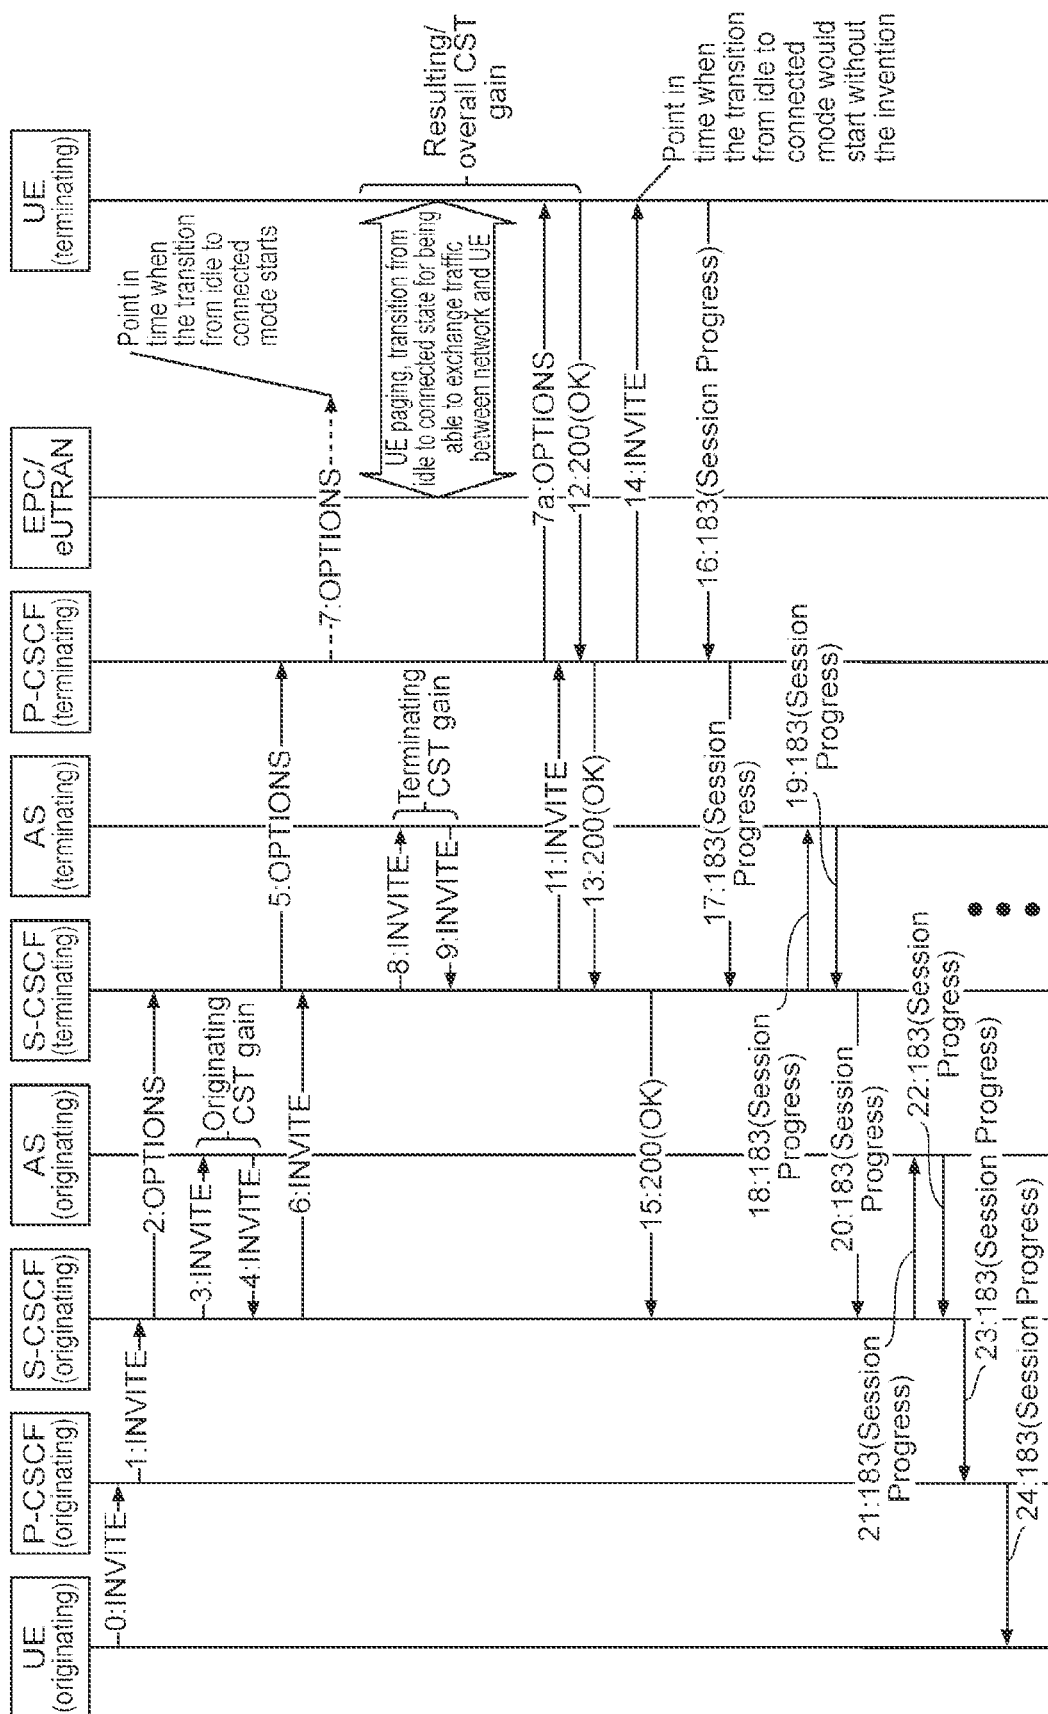 UE
(originating)
P-CSCF
(originating)
S-CSCF
(originating)
AS
(originating)
S-CSCF
(terminating)
AS
(terminating)
P-CSCF
(terminating)
EPC/
eUTRAN
UE
(terminating)
0:INVITE
1:INVITE
2:OPTIONS
3:INVITE
Originating
CST gain
4:INVITE
5:OPTIONS
6:INVITE
7:OPTIONS
Point in
time when
the transition
from idle to
connected
mode starts
8:INVITE
Terminating
CST gain
9:INVITE
UE paging, transition from
idle to connected state for being
able to exchange traffic
between network and UE
Resulting/
overall CST
gain
7a:OPTIONS
11:INVITE
12:200(OK)
13:200(OK)
14:INVITE
Point in
time when
the transition
from idle to
connected
mode would
start without
the invention
15:200(OK)
16:183(Session Progress)
17:183(Session
Progress)
18:183(Session
Progress)
19:183(Session
Progress)
20:183(Session
Progress)
21:183(Session
Progress)
22:183(Session
Progress)
23:183(Session Progress)
24:183(Session Progress)